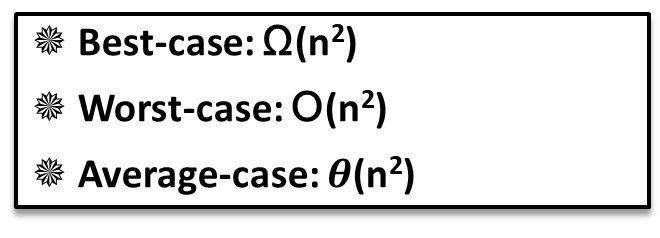 ❉ Best-case: Ω(n²)
❉ Worst-case: O(n²)
❉ Average-case: θ(n²)